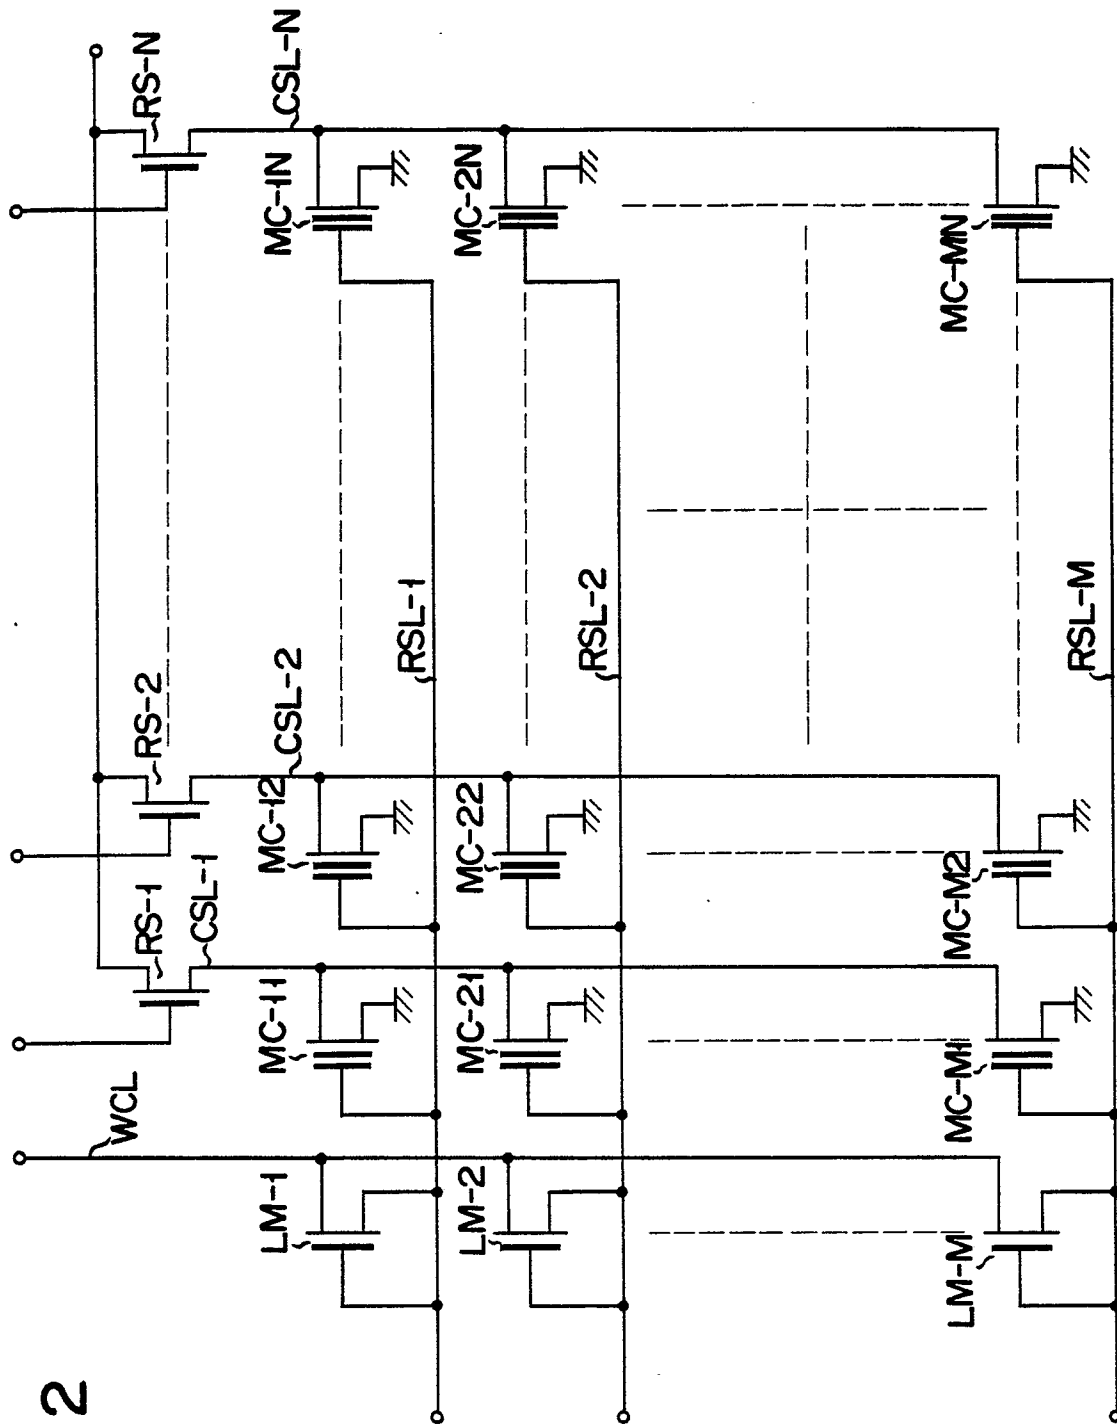 2
WCL
RS-1
RS-2
RS-N
CSL-1
CSL-2
CSL-N
LM-1
MC-11
MC-12
MC-1N
RSL-1
LM-2
MC-21
MC-22
MC-2N
RSL-2
LM-M
MC-M1
MC-M2
MC-MN
RSL-M